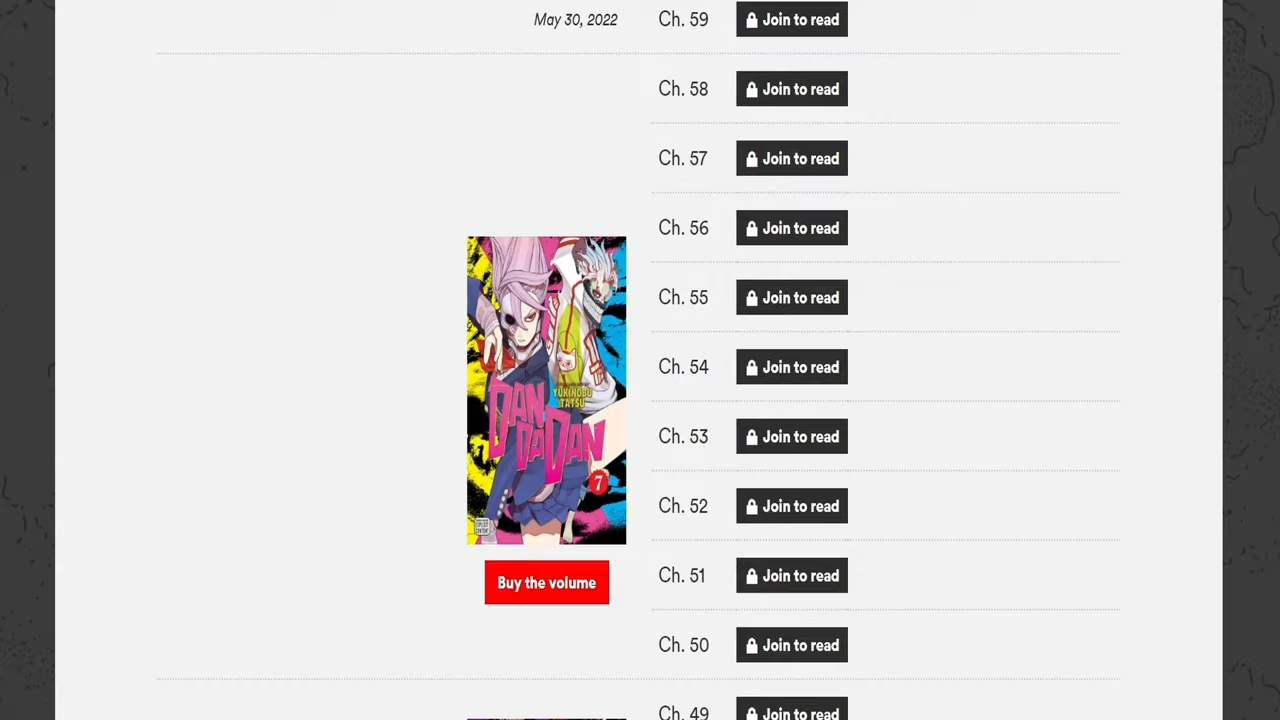 May 30, 2022
Ch. 59
Join to read
Ch. 58
Join to read
Ch. 57
Join to read
Ch. 56
Join to read
Ch. 55
Join to read
Ch. 54
Join to read
Ch. 53
Join to read
Ch. 52
Join to read
Ch. 51
Join to read
Ch. 50
Join to read
YUKINOBU
TATSU
DAN
DADAN
7
Buy the volume
Ch. 49
Join to read